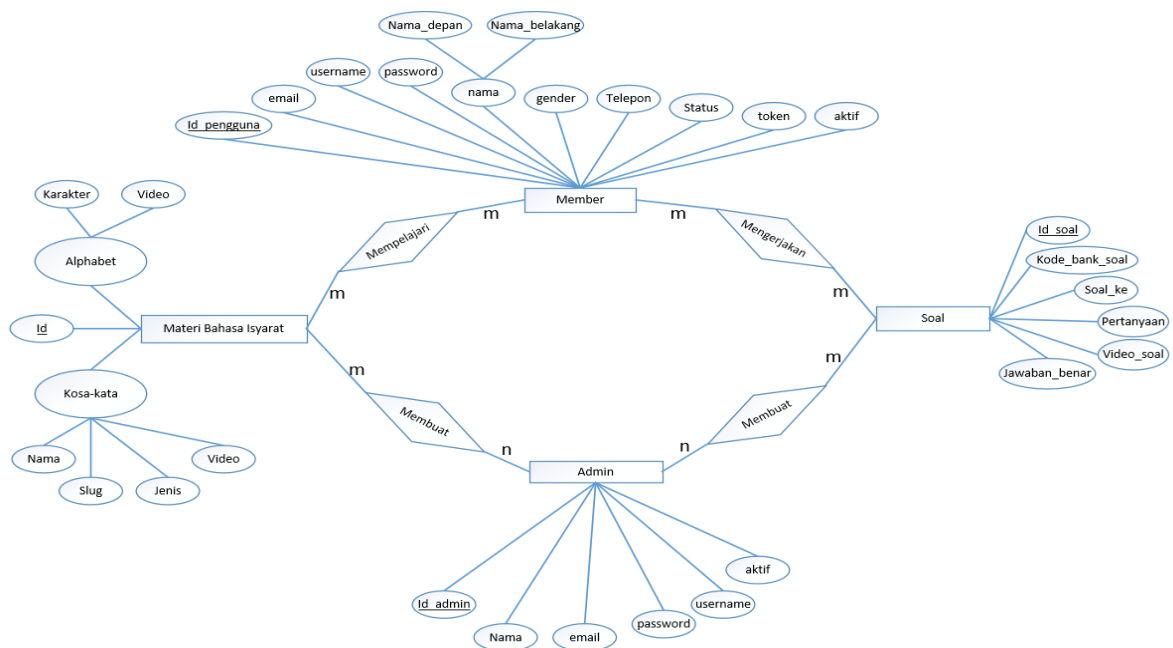 Nama_depan
Nama_belakang
username
password
nama
email
gender
Telepon
Status
token
aktif
Id_pengguna
Member
m
m
Karakter
Video
Alphabet
Mempelajari
Mengerjakan
m
m
Id
Materi Bahasa Isyarat
Id_soal
Kode_bank_soal
Soal_ke
Pertanyaan
Video_soal
Jawaban_benar
Soal
m
m
Kosa-kata
Nama
Slug
Jenis
Video
Membuat
Membuat
n
n
Admin
Id_admin
Nama
email
password
username
aktif